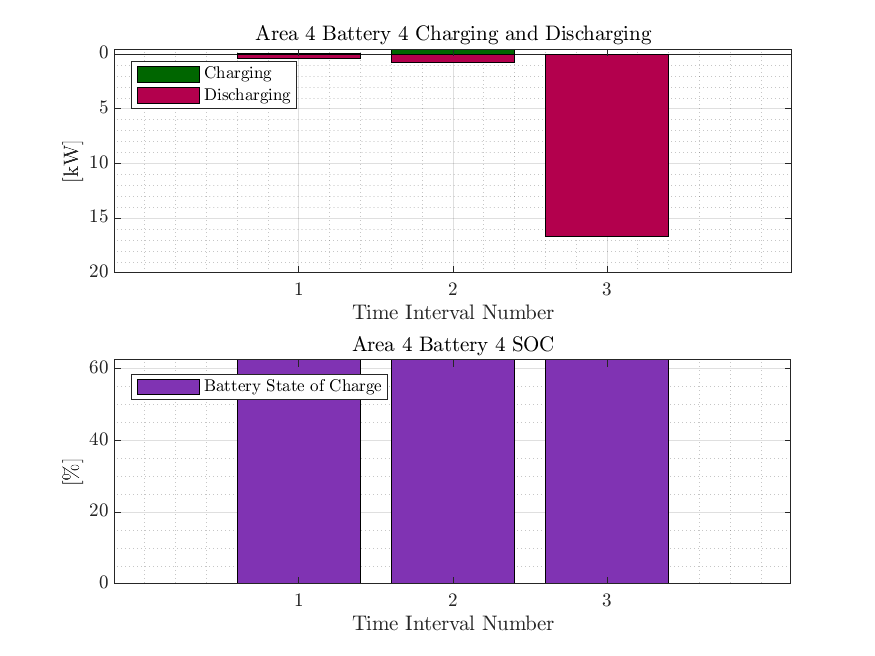 Area 4 Battery 4 Charging and Discharging
0
Charging
Discharging
5
10
15
20
[kW]
1 2 3
Time Interval Number
Area 4 Battery 4 SOC
60
Battery State of Charge
40
20
0
[%]
1 2 3
Time Interval Number